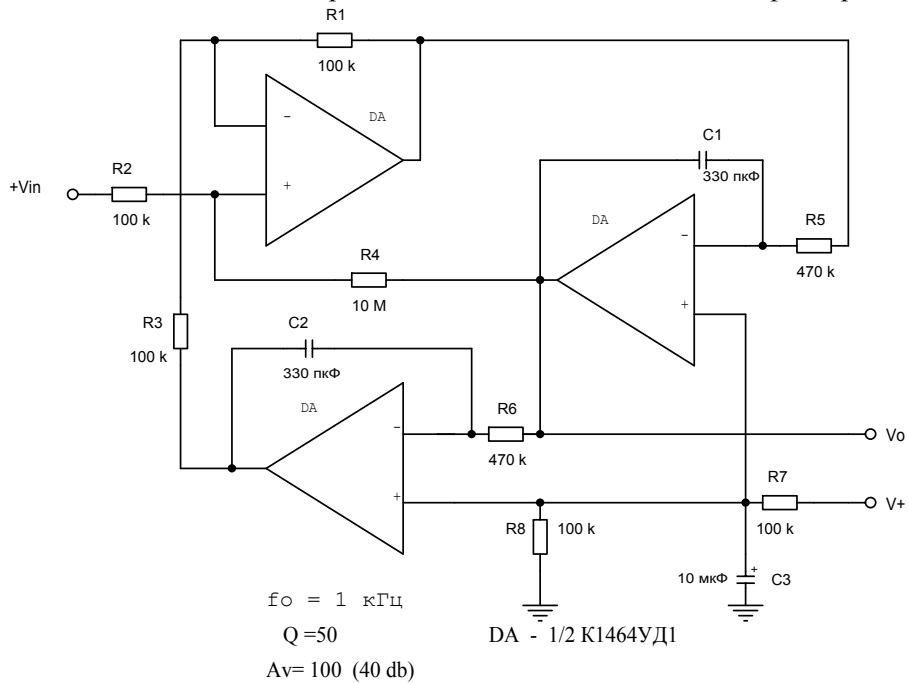 R1
100 k
DA
−
+
R2
+Vin
100 k
C1
330 пкФ
DA
−
+
R5
470 k
R4
10 M
R3
100 k
C2
330 пкФ
DA
−
+
R6
470 k
Vo
R7
V+
100 k
R8
100 k
10 мкФ
+
C3
fo = 1 кГц
Q =50
DA - 1/2 К1464УД1
Av= 100 (40 db)